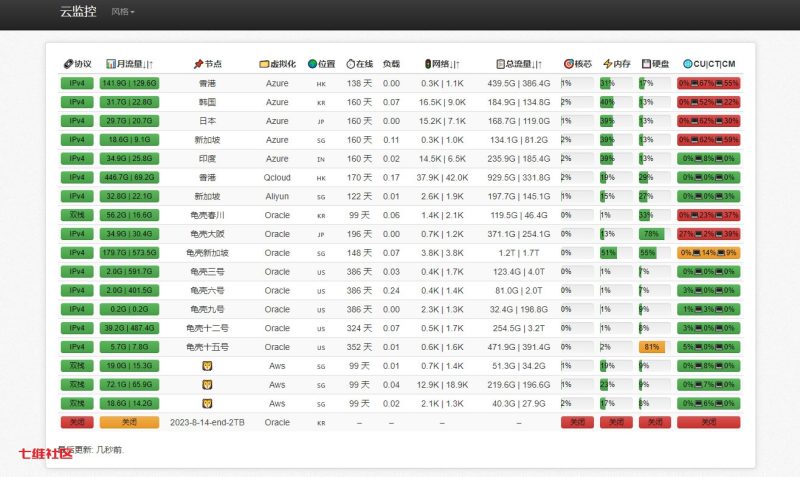 云监控 风格
协议 月流量↓|↑ 节点 虚拟化 位置 在线 负载 网络↓|↑ 总流量↓|↑ 核芯 内存 硬盘 CU|CT|CM
IPv4 141.9G | 129.6G 香港 Azure HK 138 天 0.00 0.3K | 1.1K 439.5G | 386.4G 1% 31% 17% 0% 67% 55%
IPv4 31.7G | 22.8G 韩国 Azure KR 160 天 0.07 16.5K | 9.0K 184.9G | 134.8G 2% 40% 13% 0% 52% 22%
IPv4 29.7G | 20.7G 日本 Azure JP 160 天 0.00 15.2K | 7.1K 168.7G | 119.0G 1% 39% 13% 0% 62% 30%
IPv4 18.6G | 9.1G 新加坡 Azure SG 160 天 0.11 0.3K | 1.0K 134.1G | 81.2G 2% 39% 13% 0% 62% 59%
IPv4 34.9G | 25.8G 印度 Azure IN 160 天 0.02 14.5K | 6.5K 235.9G | 185.4G 2% 39% 13% 0% 8% 0%
IPv4 446.7G | 69.2G 香港 Qcloud HK 170 天 0.17 37.9K | 42.0K 929.5G | 331.8G 2% 19% 29% 0% 0% 0%
IPv4 32.8G | 22.1G 新加坡 Aliyun SG 122 天 0.01 2.6K | 1.9K 197.7G | 145.1G 1% 15% 27% 0% 0% 3%
双栈 56.2G | 16.6G 龟壳春川 Oracle KR 99 天 0.06 1.4K | 2.1K 119.5G | 46.4G 0% 1% 33% 0% 23% 37%
IPv4 34.9G | 30.4G 龟壳大阪 Oracle JP 196 天 0.00 0.7K | 1.2K 371.1G | 254.1G 0% 13% 78% 27% 2% 39%
IPv4 179.7G | 573.5G 龟壳新加坡 Oracle SG 148 天 0.07 3.8K | 3.8K 1.2T | 1.7T 0% 51% 55% 0% 14% 9%
IPv4 2.0G | 591.7G 龟壳三号 Oracle US 386 天 0.03 0.4K | 1.7K 123.4G | 4.0T 0% 1% 7% 0% 0% 0%
IPv4 2.0G | 401.5G 龟壳六号 Oracle US 386 天 0.24 0.4K | 1.4K 81.0G | 2.0T 0% 1% 7% 3% 0% 0%
IPv4 0.2G | 0.2G 龟壳九号 Oracle US 386 天 0.00 2.3K | 1.3K 32.4G | 198.8G 0% 1% 9% 1% 3% 0%
IPv4 39.2G | 487.4G 龟壳十二号 Oracle US 324 天 0.07 0.5K | 1.7K 254.5G | 3.2T 0% 1% 8% 3% 0% 0%
IPv4 5.7G | 7.8G 龟壳十五号 Oracle US 352 天 0.01 0.6K | 1.6K 471.9G | 391.4G 0% 2% 81% 5% 0% 0%
双栈 19.0G | 15.3G Aws SG 99 天 0.01 0.7K | 1.4K 51.3G | 34.2G 1% 19% 9% 0% 8% 0%
双栈 72.1G | 65.9G Aws SG 99 天 0.04 12.9K | 18.9K 219.6G | 196.6G 1% 23% 9% 0% 7% 0%
双栈 18.6G | 14.2G Aws SG 99 天 0.02 2.1K | 1.3K 40.3G | 27.9G 2% 17% 8% 0% 6% 0%
关闭 关闭 2023-8-14-end-2TB Oracle KR – – – – 关闭 关闭 关闭 关闭
最后更新: 几秒前.
七维社区